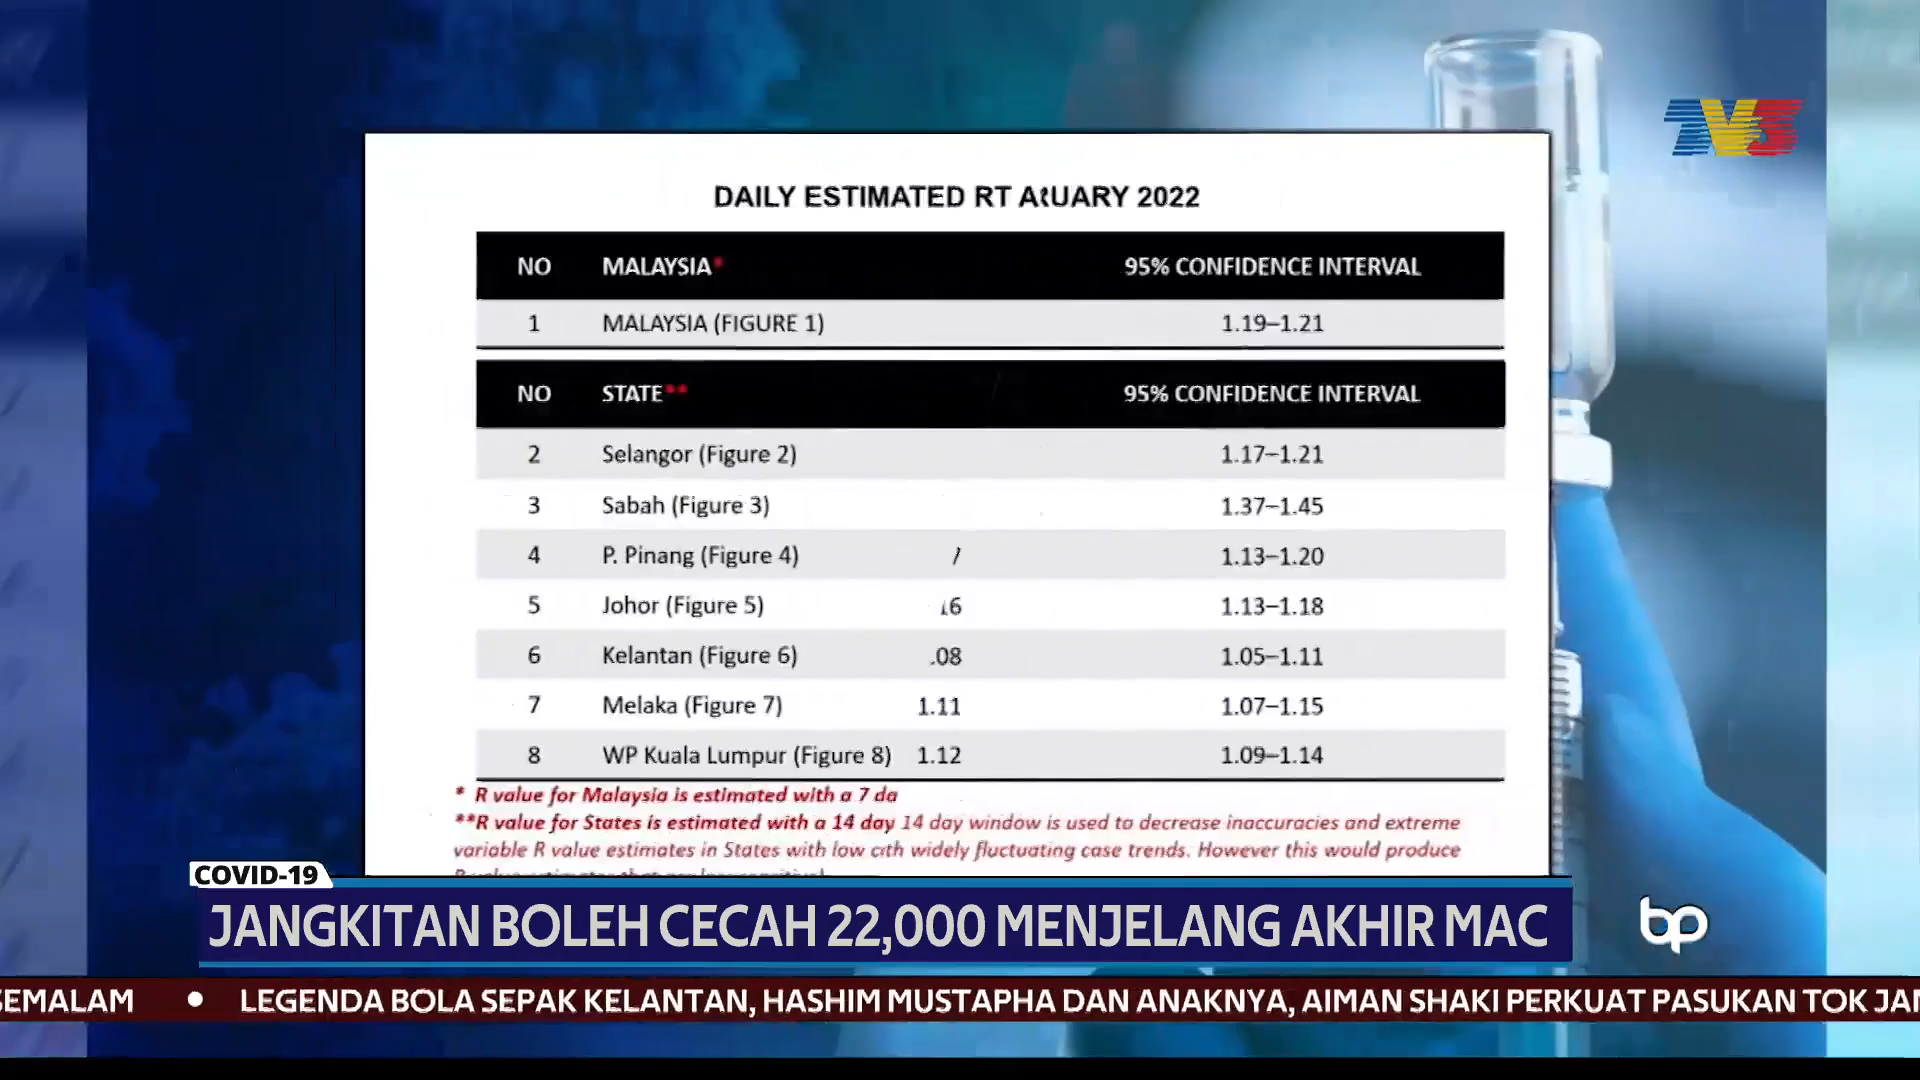 TV3
DAILY ESTIMATED RT UARY 2022
NO MALAYSIA* 95% CONFIDENCE INTERVAL
1 MALAYSIA (FIGURE 1) 1.19–1.21
NO STATE** 95% CONFIDENCE INTERVAL
2 Selangor (Figure 2) 1.17–1.21
3 Sabah (Figure 3) 1.37–1.45
4 P. Pinang (Figure 4) 1.13–1.20
5 Johor (Figure 5) .6 1.13–1.18
6 Kelantan (Figure 6) .08 1.05–1.11
7 Melaka (Figure 7) 1.11 1.07–1.15
8 WP Kuala Lumpur (Figure 8) 1.12 1.09–1.14
* R value for Malaysia is estimated with a 7 da
**R value for States is estimated with a 14 day 14 day window is used to decrease inaccuracies and extreme
variable R value estimates in States with low widely fluctuating case trends. However this would produce
COVID-19
JANGKITAN BOLEH CECAH 22,000 MENJELANG AKHIR MAC
bp
SEMALAM • LEGENDA BOLA SEPAK KELANTAN, HASHIM MUSTAPHA DAN ANAKNYA, AIMAN SHAKI PERKUAT PASUKAN TOK JAN